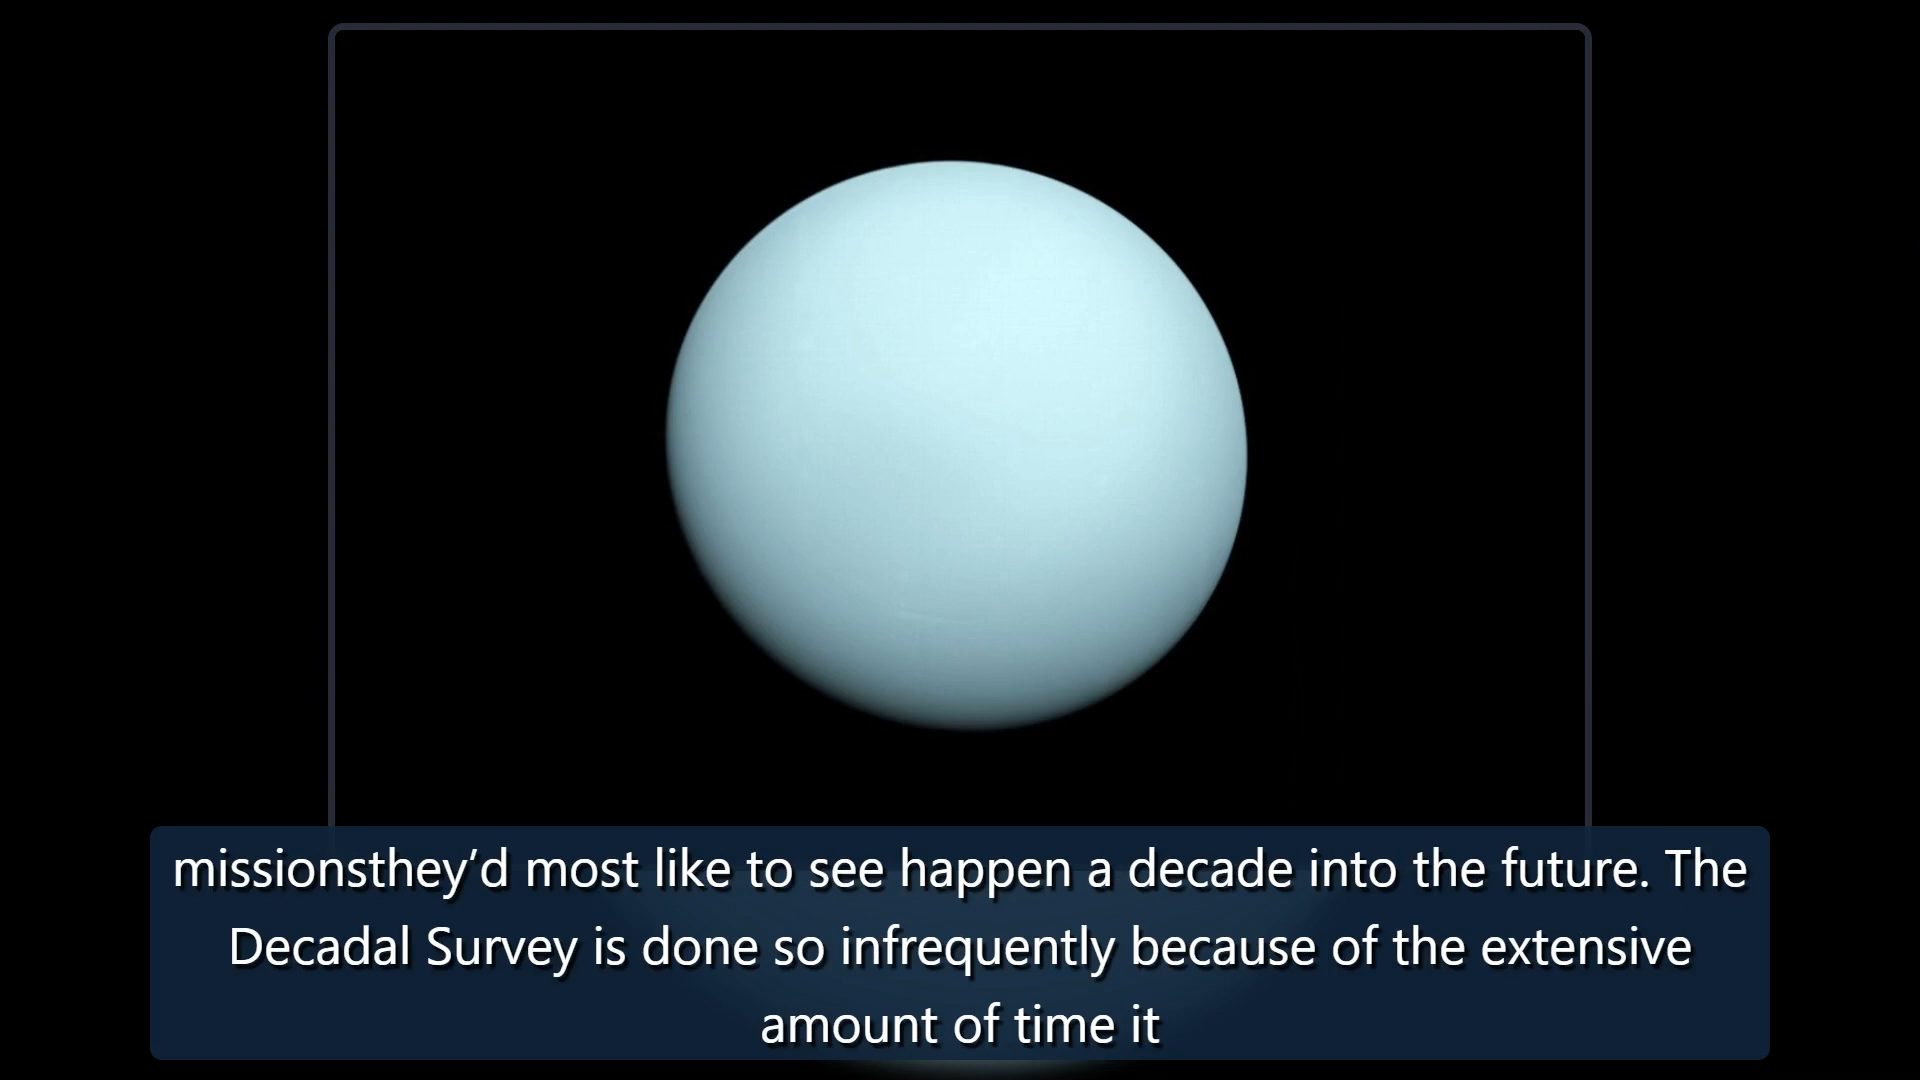 missionsthey’d most like to see happen a decade into the future. The
Decadal Survey is done so infrequently because of the extensive
amount of time it